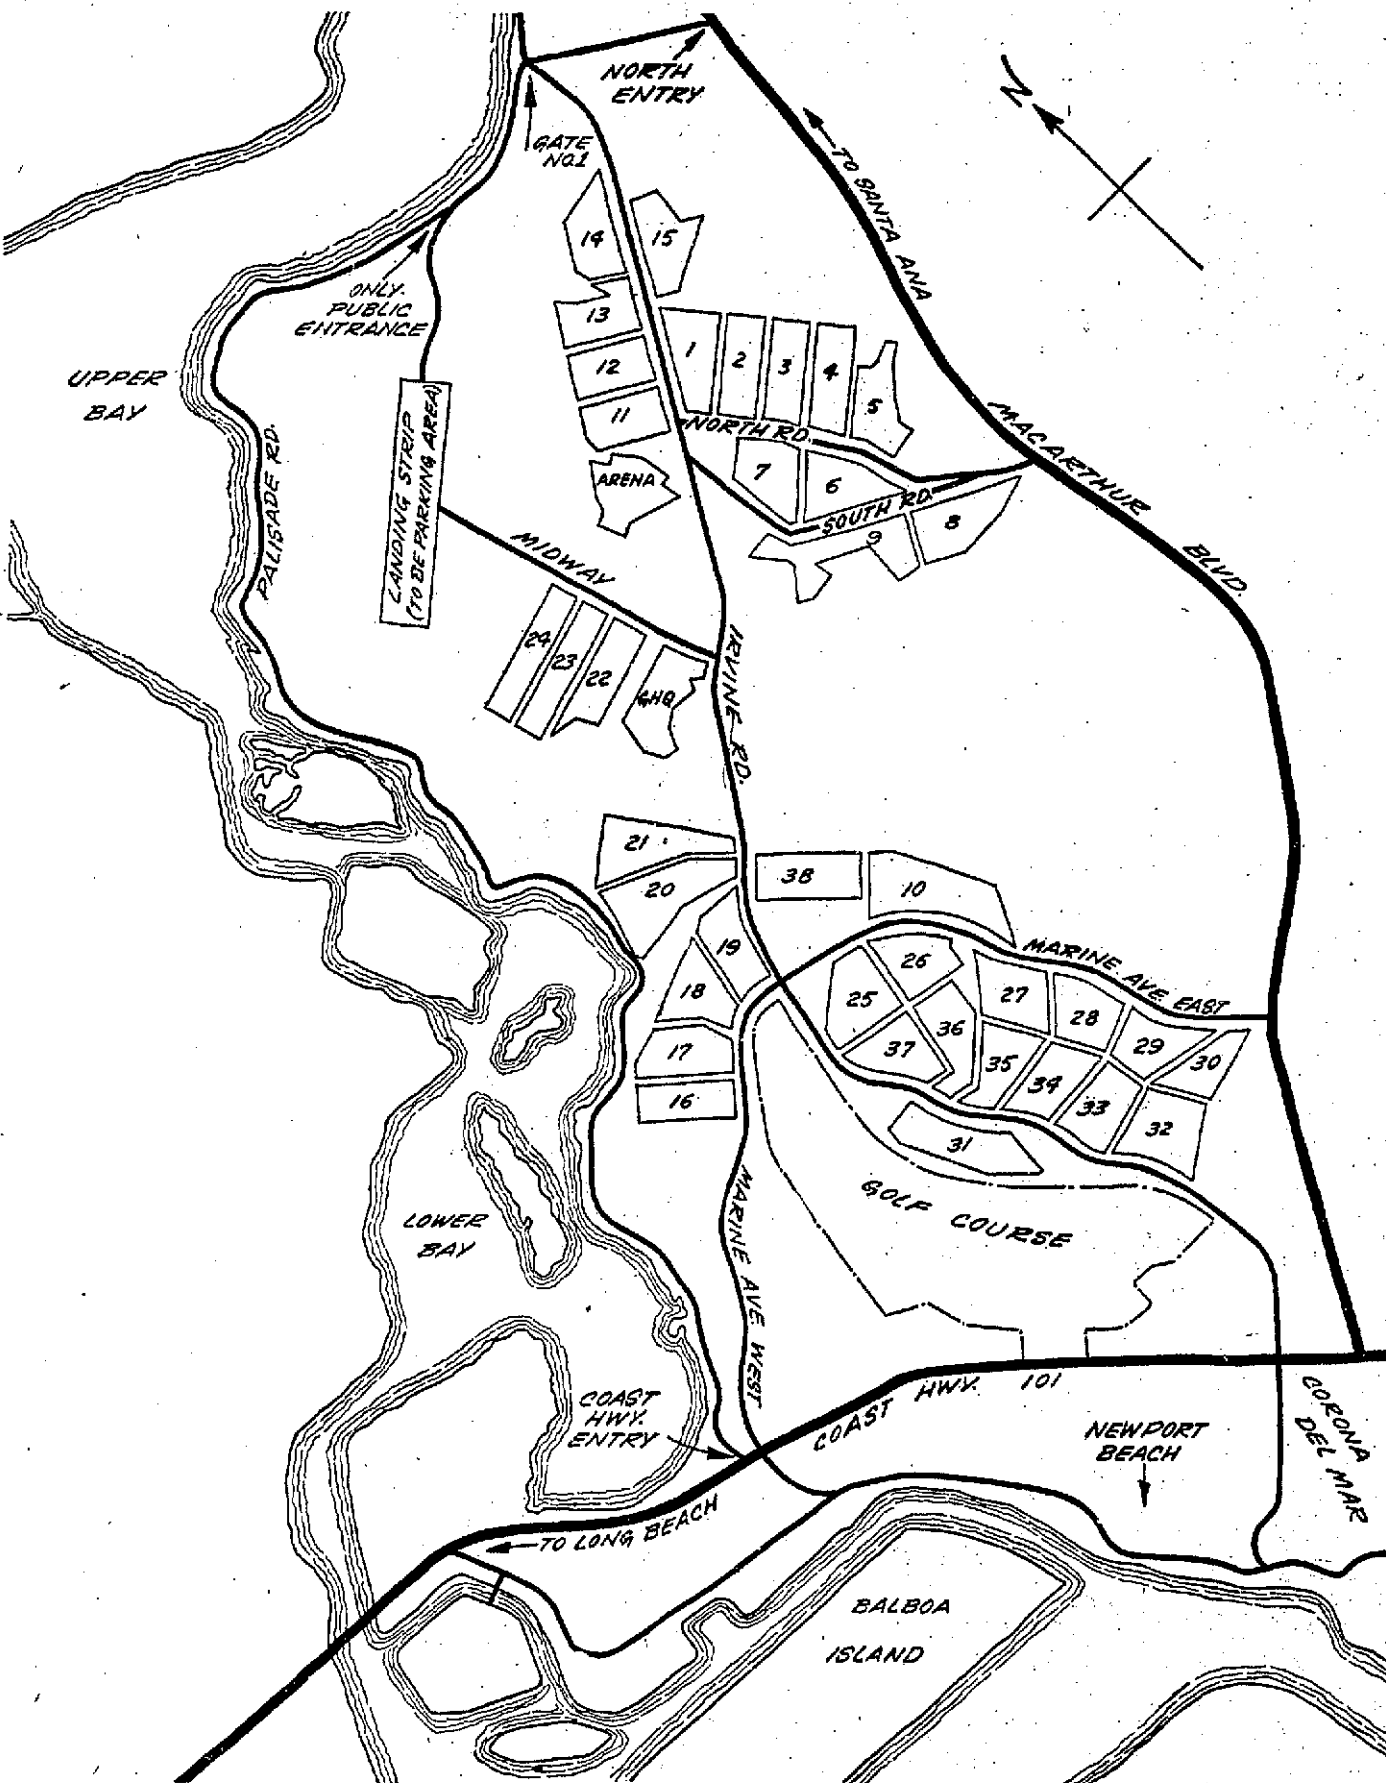 NORTH
ENTRY
N
GATE
NO.1
TO SANTA ANA
14
15
ONLY
PUBLIC
ENTRANCE
13
1
2
3
4
5
12
11
UPPER
BAY
NORTH RD.
MACARTHUR
BLVD.
PALISADE RD.
LANDING STRIP
(TO BE PARKING AREA)
ARENA
7
6
SOUTH RD.
8
9
MIDWAY
24
23
22
GHQ
IRVINE RD.
21
20
38
10
19
18
17
16
26
25
MARINE AVE. EAST
27
28
36
37
29
30
35
34
33
32
31
GOLF COURSE
LOWER
BAY
MARINE AVE WEST
COAST
HWY.
ENTRY
COAST HWY. 101
NEWPORT
BEACH
CORONA
DEL MAR
TO LONG BEACH
BALBOA
ISLAND